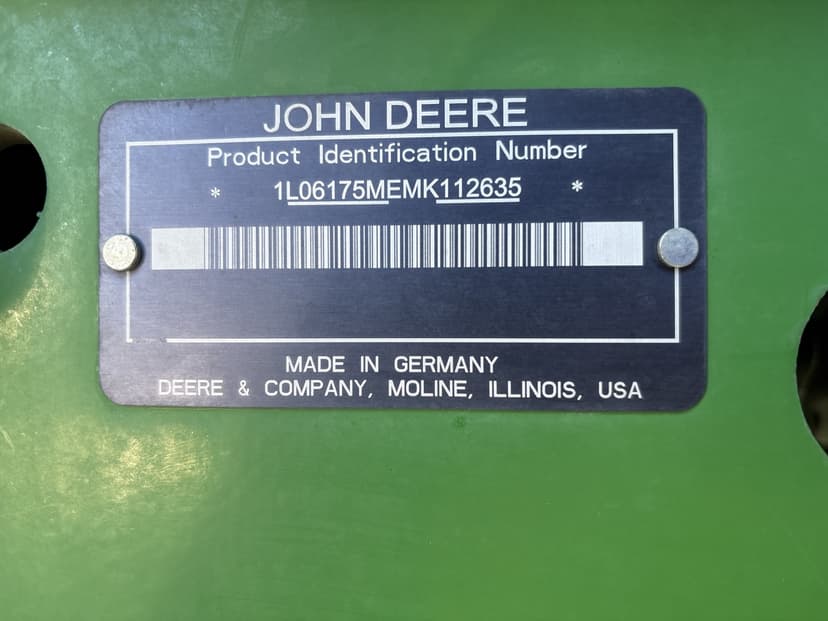 JOHN DEERE
Product Identification Number
* 1L06175MEMK112635 *
MADE IN GERMANY
DEERE & COMPANY, MOLINE, ILLINOIS, USA